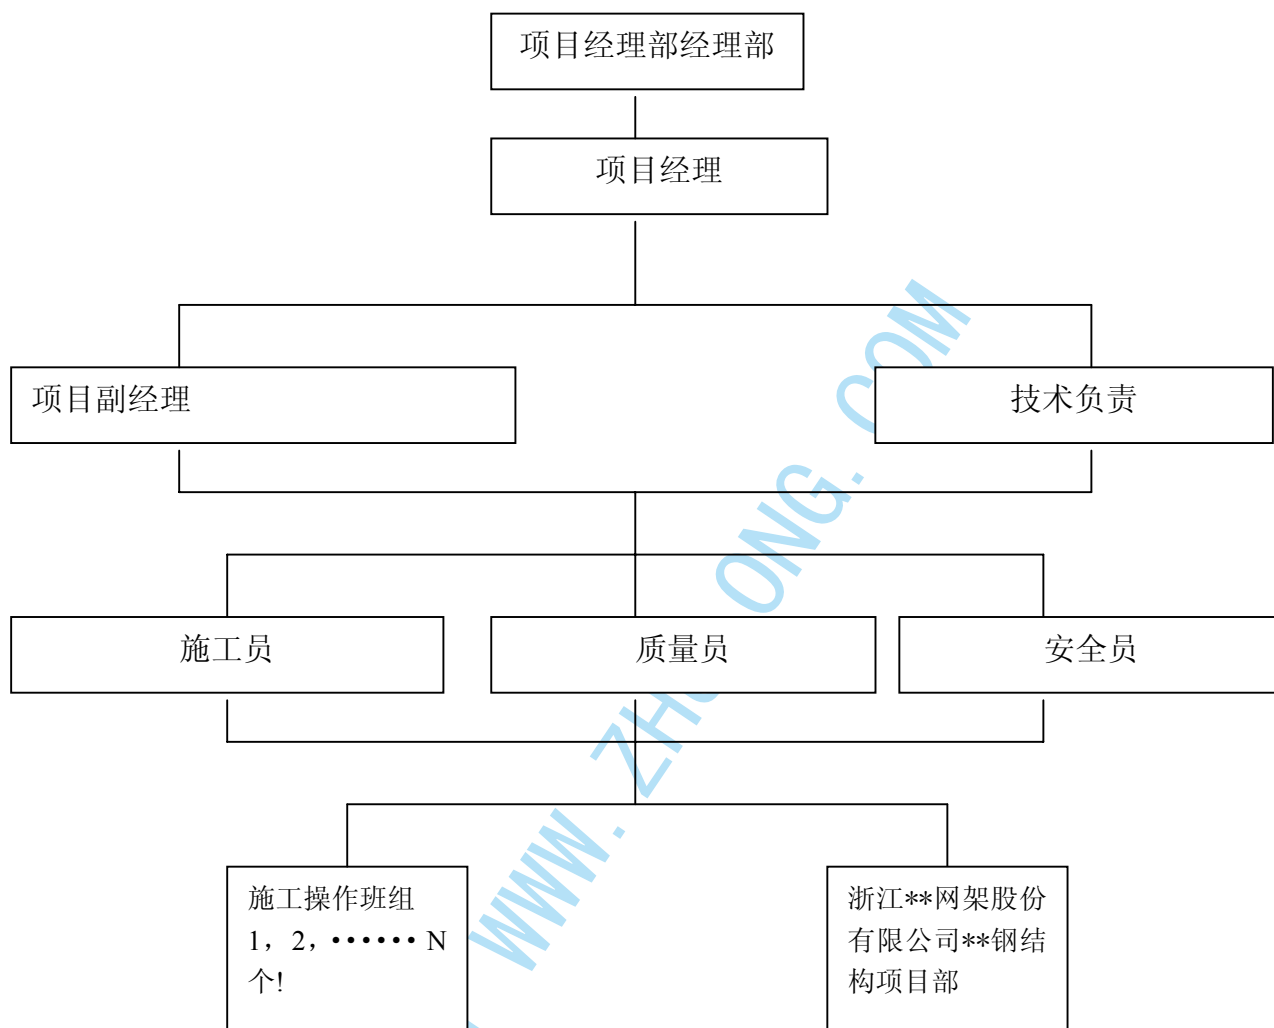 项目经理部经理部
项目经理
项目副经理
技术负责
施工员
质量员
安全员
施工操作班组
1，2，······ N
个!
浙江**网架股份
有限公司**钢结
构项目部
WWW. ZHULONG. COM